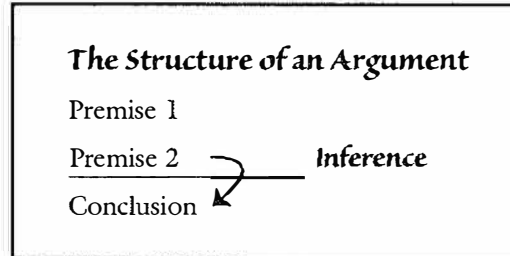 The Structure of an Argument
Premise 1
Premise 2 Inference
Conclusion